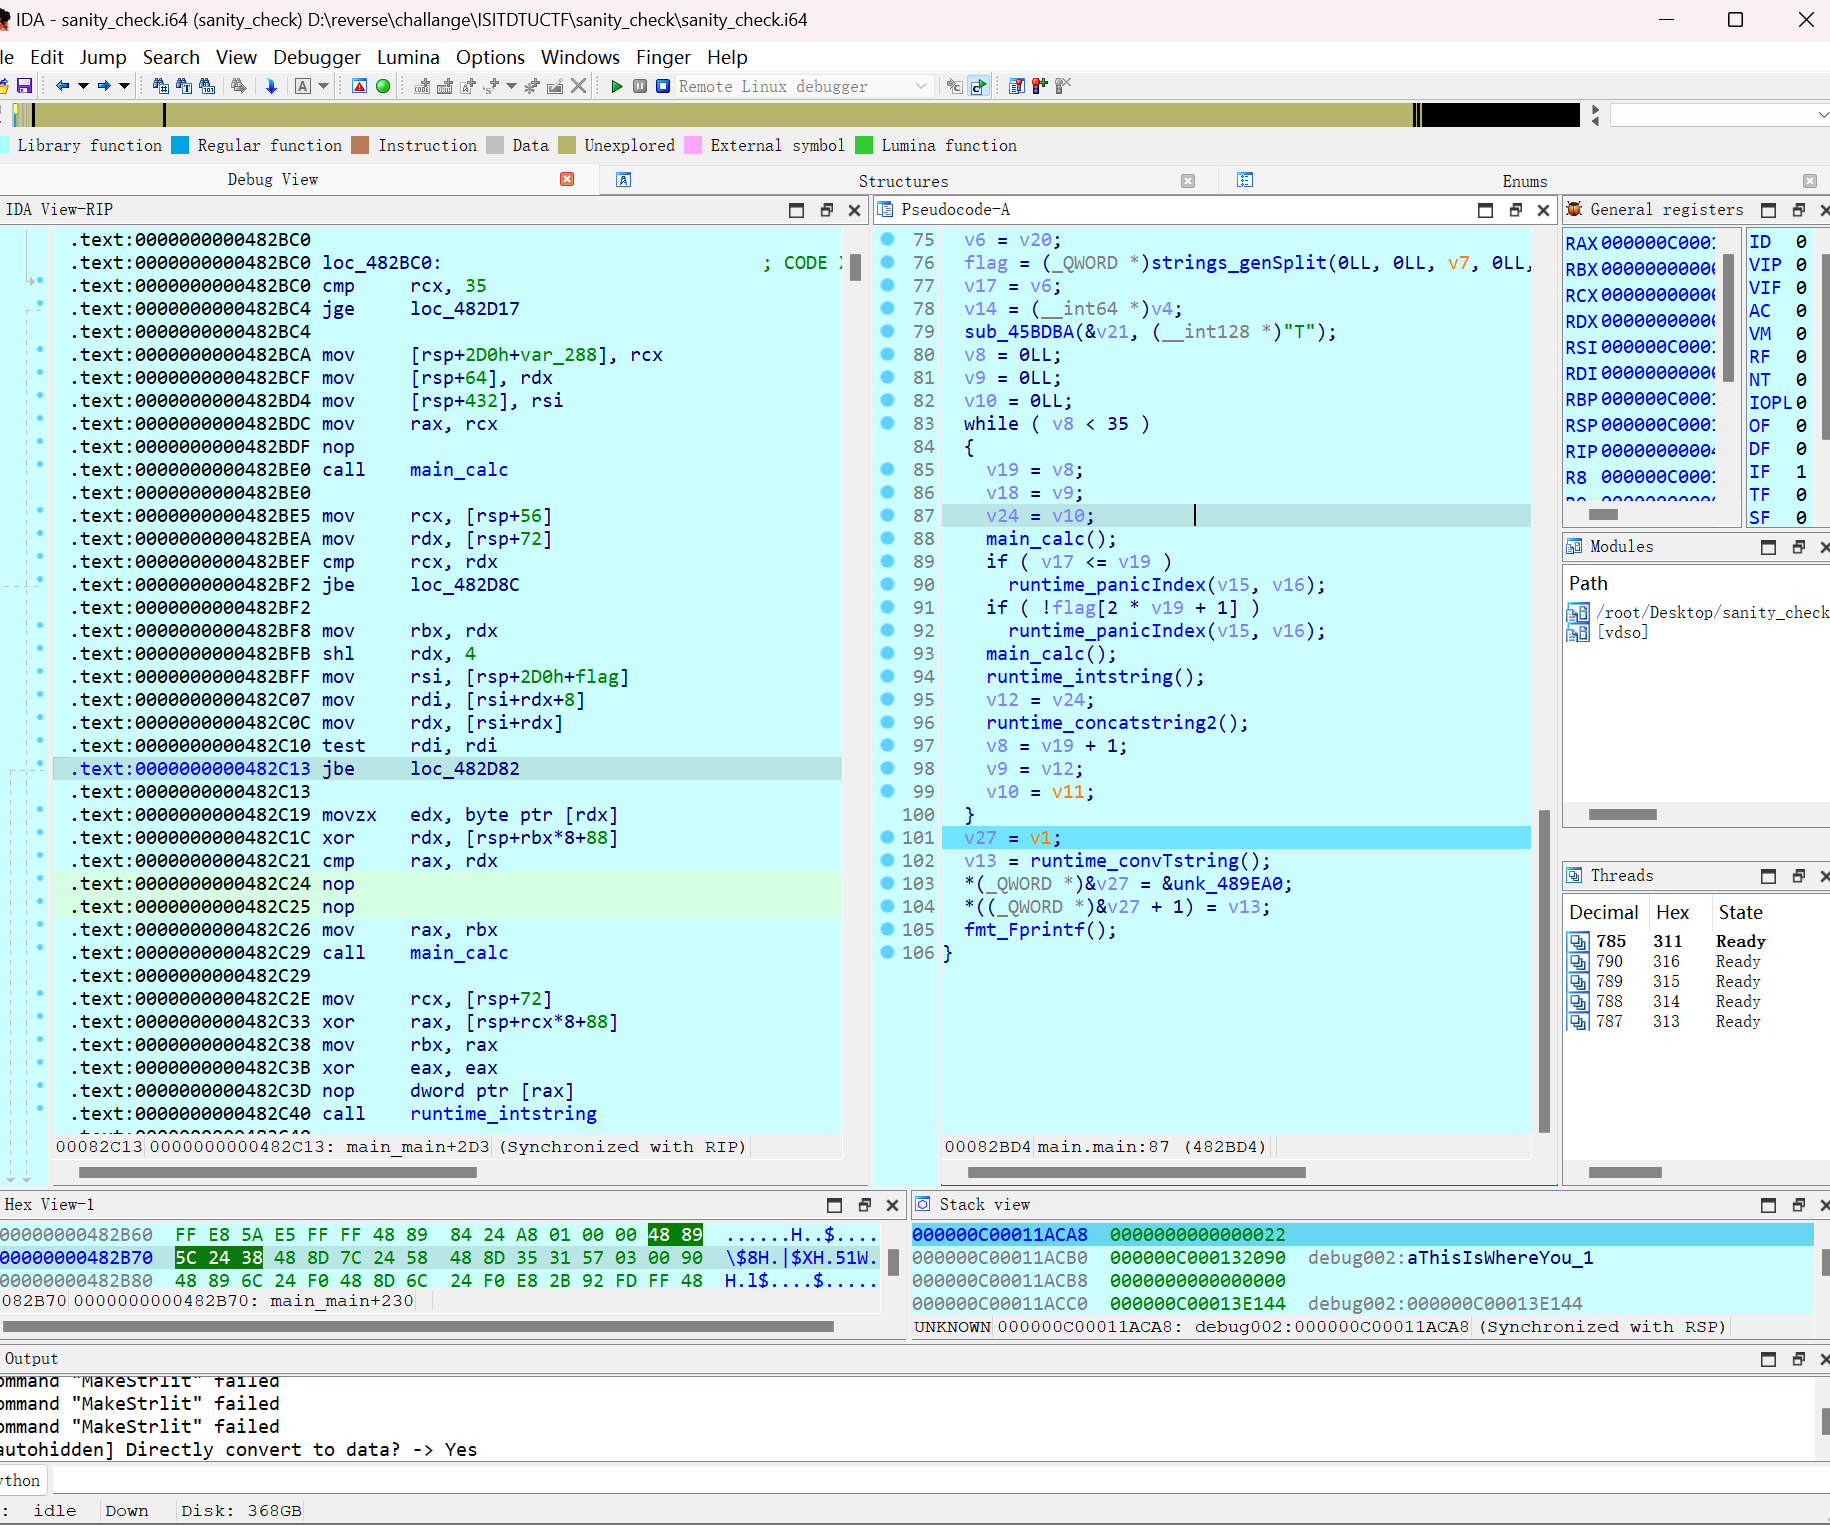 IDA - sanity_check.i64 (sanity_check) D:\reverse\challange\ISITDTUCTF\sanity_check\sanity_check.i64
le Edit Jump Search View Debugger Lumina Options Windows Finger Help
Remote Linux debugger
Library function Regular function Instruction Data Unexplored External symbol Lumina function
Debug View Structures Enums
IDA View-RIP
.text:0000000000482BC0
.text:0000000000482BC0 loc_482BC0: ; CODE
.text:0000000000482BC0 cmp rcx, 35
.text:0000000000482BC4 jge loc_482D17
.text:0000000000482BC4
.text:0000000000482BCA mov [rsp+2D0h+var_288], rcx
.text:0000000000482BCF mov [rsp+64], rdx
.text:0000000000482BD4 mov [rsp+432], rsi
.text:0000000000482BDC mov rax, rcx
.text:0000000000482BDF nop
.text:0000000000482BE0 call main_calc
.text:0000000000482BE0
.text:0000000000482BE5 mov rcx, [rsp+56]
.text:0000000000482BEA mov rdx, [rsp+72]
.text:0000000000482BEF cmp rcx, rdx
.text:0000000000482BF2 jbe loc_482D8C
.text:0000000000482BF2
.text:0000000000482BF8 mov rbx, rdx
.text:0000000000482BFB shl rdx, 4
.text:0000000000482BFF mov rsi, [rsp+2D0h+flag]
.text:0000000000482C07 mov rdi, [rsi+rdx+8]
.text:0000000000482C0C mov rdx, [rsi+rdx]
.text:0000000000482C10 test rdi, rdi
.text:0000000000482C13 jbe loc_482D82
.text:0000000000482C13
.text:0000000000482C19 movzx edx, byte ptr [rdx]
.text:0000000000482C1C xor rdx, [rsp+rbx*8+88]
.text:0000000000482C21 cmp rax, rdx
.text:0000000000482C24 nop
.text:0000000000482C25 nop
.text:0000000000482C26 mov rax, rbx
.text:0000000000482C29 call main_calc
.text:0000000000482C29
.text:0000000000482C2E mov rcx, [rsp+72]
.text:0000000000482C33 xor rax, [rsp+rcx*8+88]
.text:0000000000482C38 mov rbx, rax
.text:0000000000482C3B xor eax, eax
.text:0000000000482C3D nop dword ptr [rax]
.text:0000000000482C40 call runtime_intstring
00082C13 0000000000482C13: main_main+2D3 (Synchronized with RIP)
Pseudocode-A
75 v6 = v20;
76 flag = (_QWORD *)strings_genSplit(0LL, 0LL, v7, 0LL,
77 v17 = v6;
78 v14 = (__int64 *)v4;
79 sub_45BDBA(&v21, (__int128 *)"T");
80 v8 = 0LL;
81 v9 = 0LL;
82 v10 = 0LL;
83 while ( v8 < 35 )
84 {
85 v19 = v8;
86 v18 = v9;
87 v24 = v10;
88 main_calc();
89 if ( v17 <= v19 )
90 runtime_panicIndex(v15, v16);
91 if ( !flag[2 * v19 + 1] )
92 runtime_panicIndex(v15, v16);
93 main_calc();
94 runtime_intstring();
95 v12 = v24;
96 runtime_concatstring2();
97 v8 = v19 + 1;
98 v9 = v12;
99 v10 = v11;
100 }
101 v27 = v1;
102 v13 = runtime_convTstring();
103 *(_QWORD *)&v27 = &unk_489EA0;
104 *((_QWORD *)&v27 + 1) = v13;
105 fmt_Fprintf();
106 }
00082BD4 main.main:87 (482BD4)
General registers
RAX 000000C000
RBX 0000000000
RCX 0000000000
RDX 0000000000
RSI 000000C000
RDI 0000000000
RBP 000000C000
RSP 000000C000
RIP 0000000000
R8 000000C000
ID 0
VIP 0
VIF 0
AC 0
VM 0
RF 0
NT 0
IOPL 0
OF 0
DF 0
IF 1
TF 0
SF 0
Modules
Path
/root/Desktop/sanity_check
[vdso]
Threads
Decimal Hex State
785 311 Ready
790 316 Ready
789 315 Ready
788 314 Ready
787 313 Ready
Hex View-1
00000000482B60 FF E8 5A E5 FF FF 48 89 84 24 A8 01 00 00 48 89 ......H..$....
00000000482B70 5C 24 38 48 8D 7C 24 58 48 8D 35 31 57 03 00 90 \$8H.|$XH.51W.
00000000482B80 48 89 6C 24 F0 48 8D 6C 24 F0 E8 2B 92 FD FF 48 H.l$....$.....
082B70 0000000000482B70: main_main+230
Stack view
000000C00011ACA8 0000000000000022
000000C00011ACB0 000000C000132090 debug002:aThisIsWhereYou_1
000000C00011ACB8 0000000000000000
000000C00011ACC0 000000C00013E144 debug002:000000C00013E144
UNKNOWN 000000C00011ACA8: debug002:000000C00011ACA8 (Synchronized with RSP)
Output
ommand "MakeStrlit" failed
ommand "MakeStrlit" failed
ommand "MakeStrlit" failed
autohidden] Directly convert to data? -> Yes
ython
: idle Down Disk: 368GB